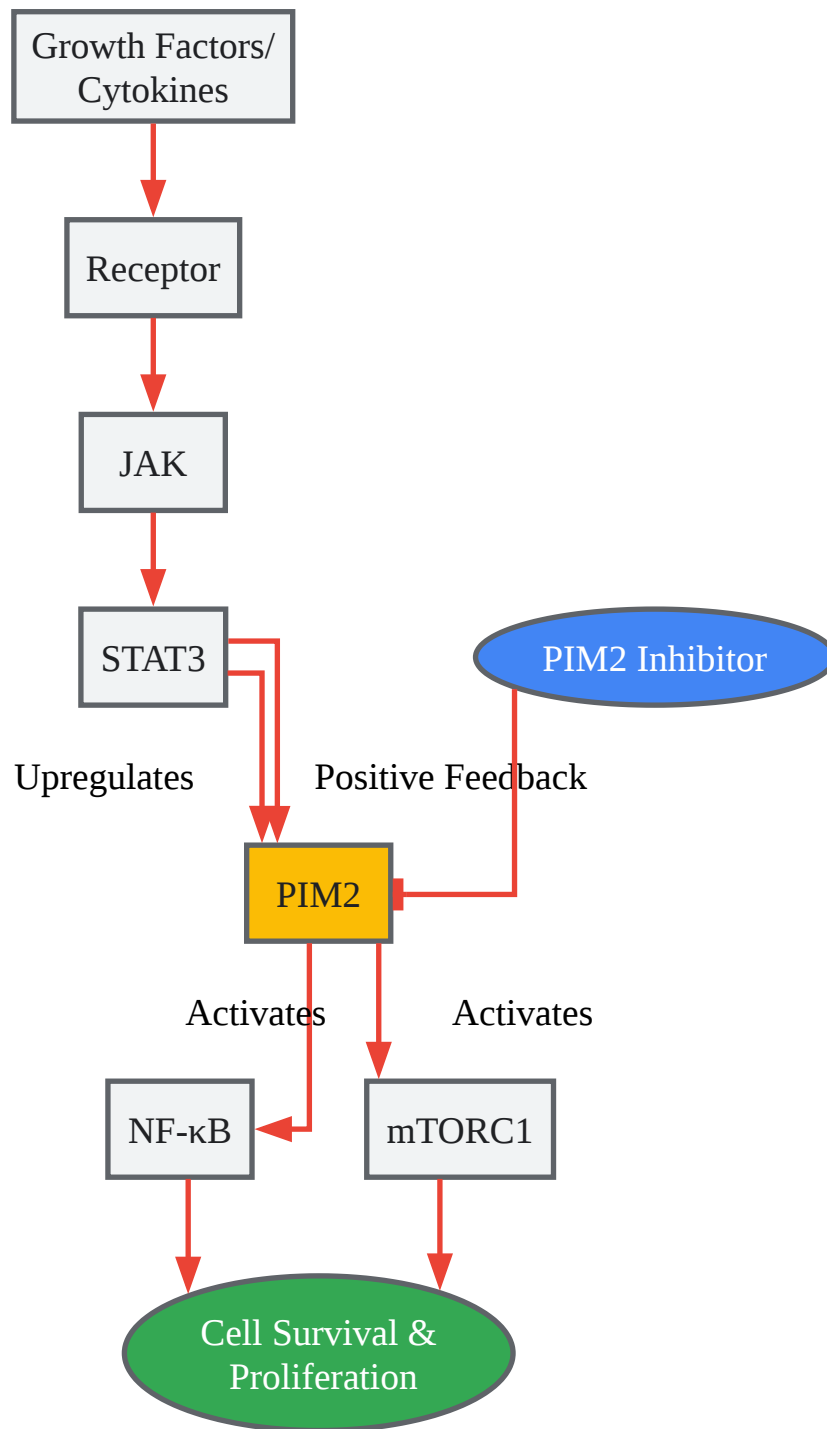 Growth Factors/
Cytokines
Receptor
JAK
STAT3
PIM2 Inhibitor
Upregulates
Positive Feedback
PIM2
Activates
Activates
NF-κB
mTORC1
Cell Survival &
Proliferation